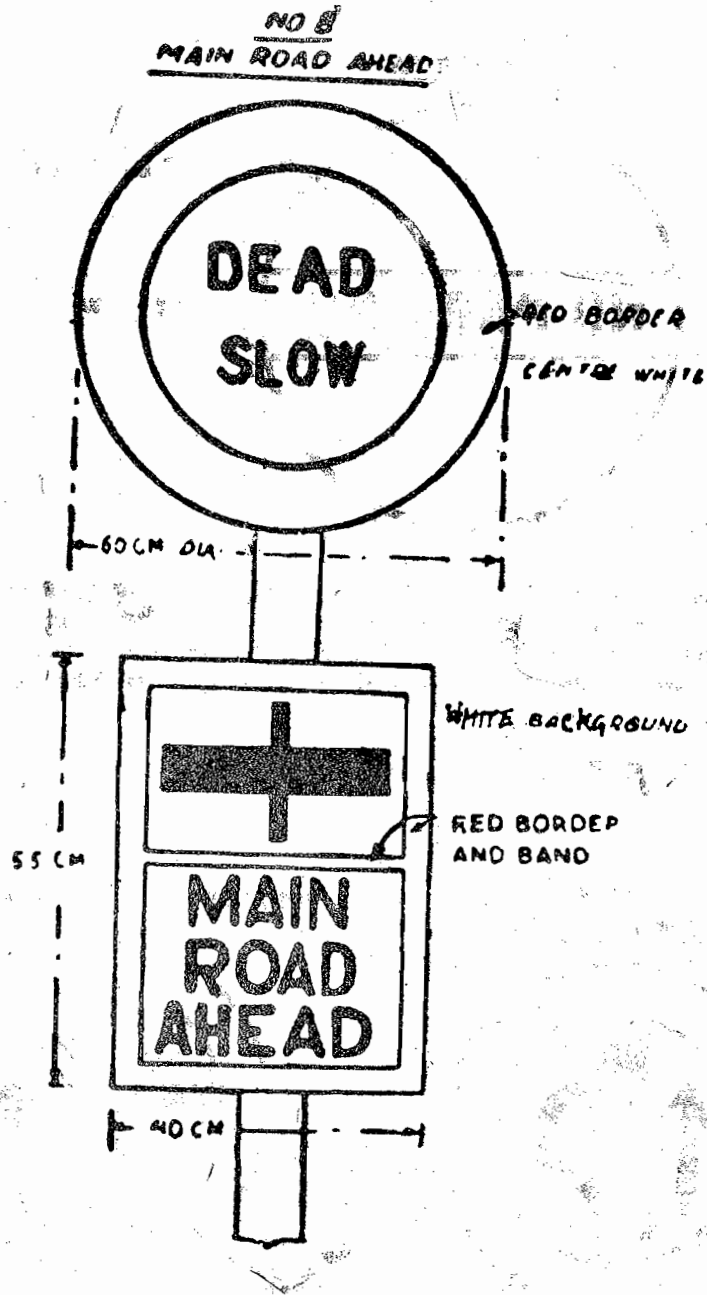 NO 8
MAIN ROAD AHEAD
DEAD
SLOW
RED BORDER
CENTRE WHITE
60 CM DIA.
WHITE BACKGROUND
RED BORDER
AND BAND
55 CM
MAIN
ROAD
AHEAD
40 CM